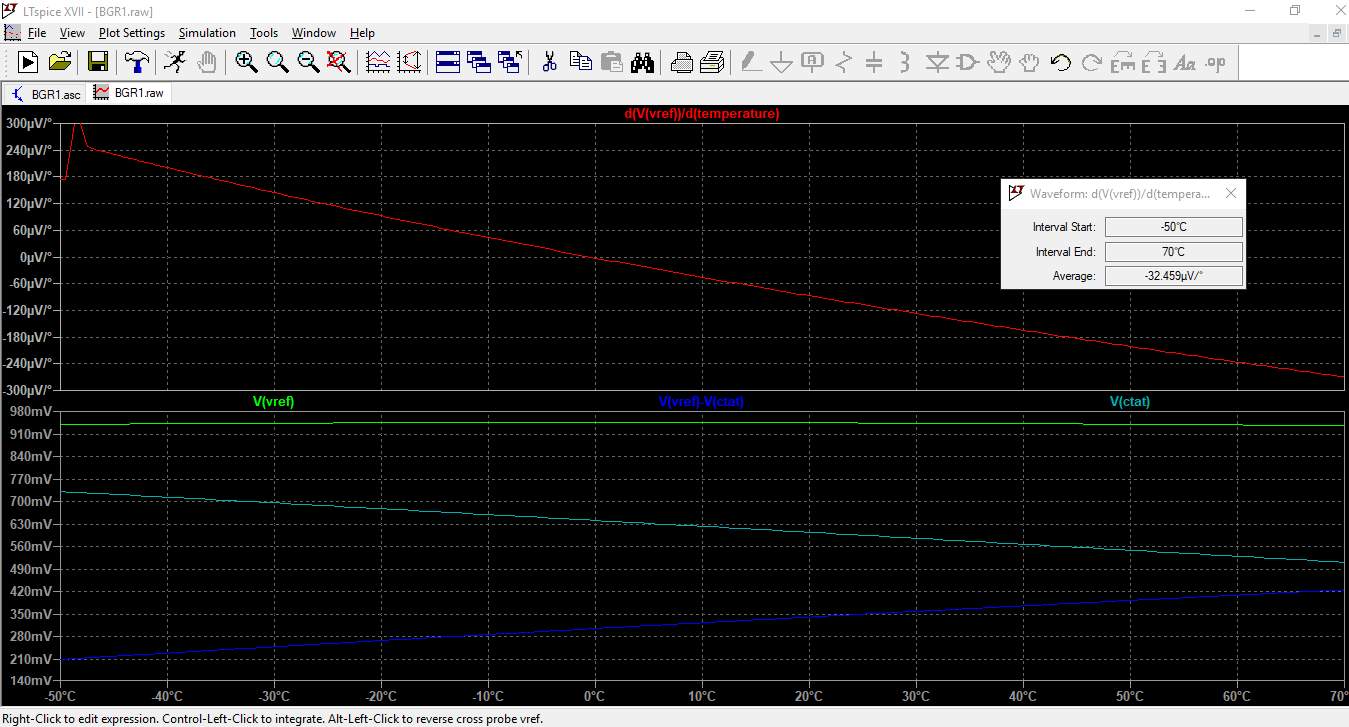 LTspice XVII - [BGR1.raw]
File View Plot Settings Simulation Tools Window Help
A E E Aa .op
BGR1.asc BGR1.raw
d(V(vref))/d(temperature)
300µV/°
240µV/°
180µV/°
120µV/°
60µV/°
0µV/°
-60µV/°
-120µV/°
-180µV/°
-240µV/°
-300µV/°
Waveform: d(V(vref))/d(tempera...
Interval Start: -50°C
Interval End: 70°C
Average: -32.459µV/°
V(vref) V(vref)-V(ctat) V(ctat)
980mV
910mV
840mV
770mV
700mV
630mV
560mV
490mV
420mV
350mV
280mV
210mV
140mV
-50°C -40°C -30°C -20°C -10°C 0°C 10°C 20°C 30°C 40°C 50°C 60°C 70°
Right-Click to edit expression. Control-Left-Click to integrate. Alt-Left-Click to reverse cross probe vref.